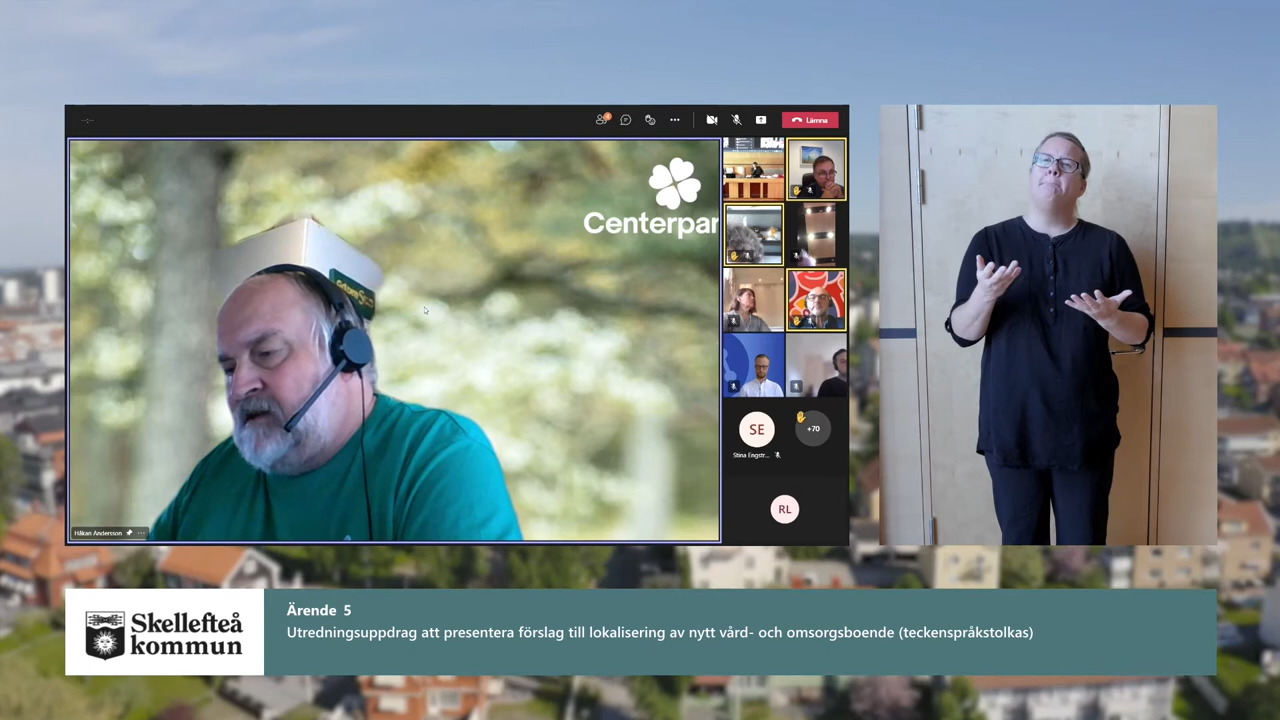 Lämna
Centerpar
Håkan Andersson
SE
+70
Stina Engstr...
RL
Skellefteå
kommun
Ärende 5
Utredningsuppdrag att presentera förslag till lokalisering av nytt vård- och omsorgsboende (teckenspråkstolkas)